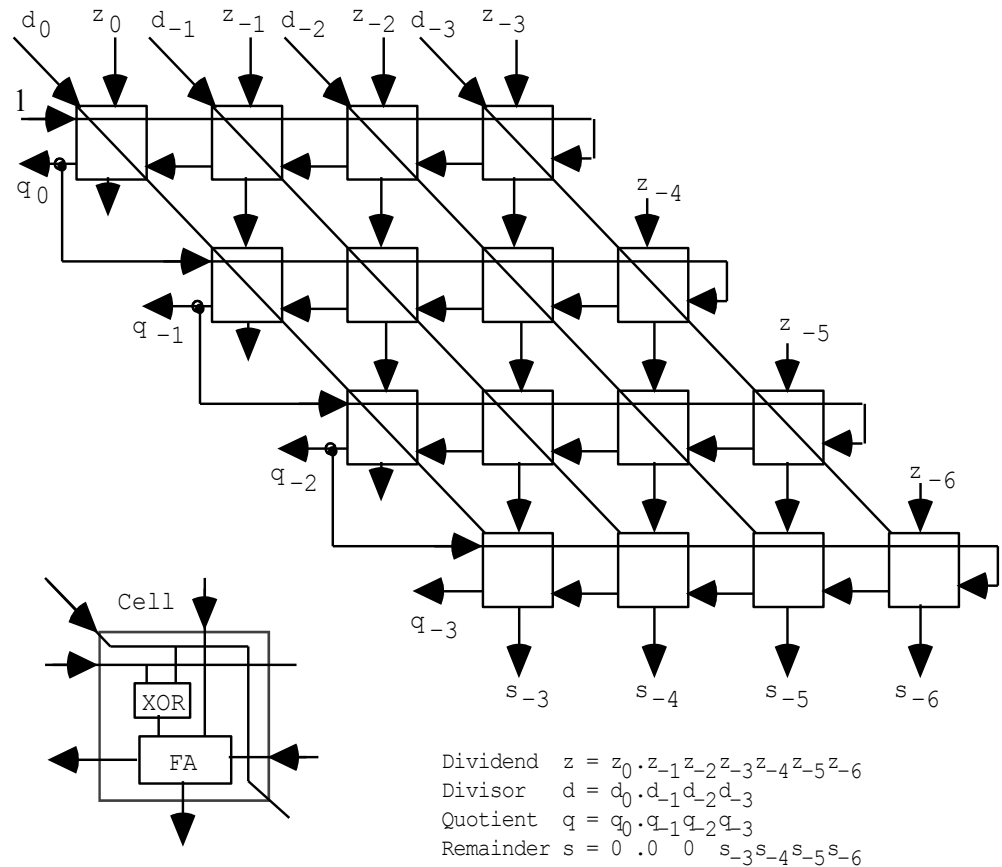 d0 z0 d−1 z−1 d−2 z−2 d−3 z−3
1
q0
z−4
q−1
z−5
q−2
z−6
q−3
s−3 s−4 s−5 s−6
Cell
XOR
FA
Dividend z = z0.z−1z−2z−3z−4z−5z−6
Divisor d = d0.d−1d−2d−3
Quotient q = q0.q−1q−2q−3
Remainder s = 0 .0 0 s−3s−4s−5s−6